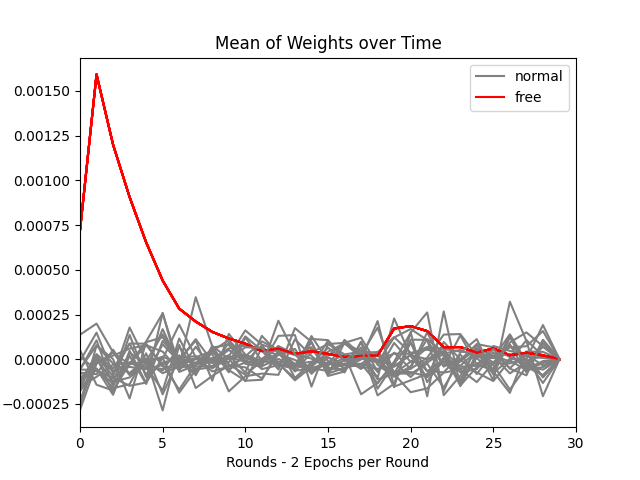 Mean of Weights over Time
normal
free
0.00150
0.00125
0.00100
0.00075
0.00050
0.00025
0.00000
−0.00025
0 5 10 15 20 25 30
Rounds - 2 Epochs per Round